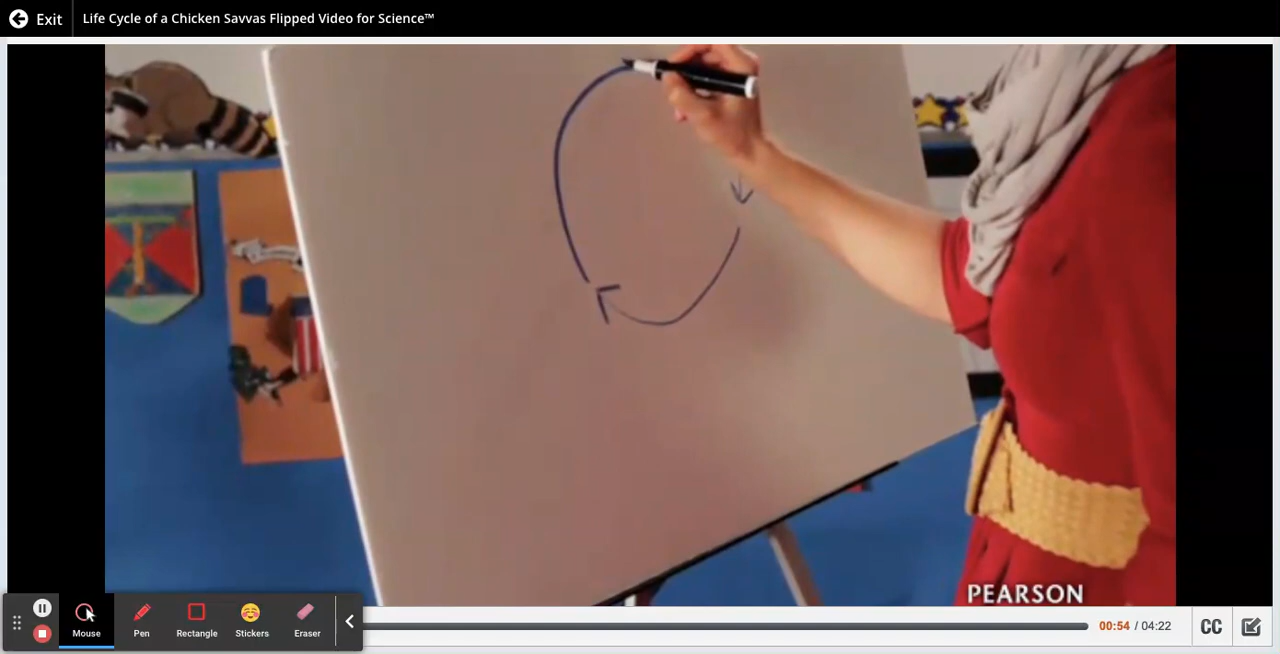 Exit
Life Cycle of a Chicken Savvas Flipped Video for Science™
PEARSON
Mouse
Pen
Rectangle
Stickers
Eraser
00:54 / 04:22
CC